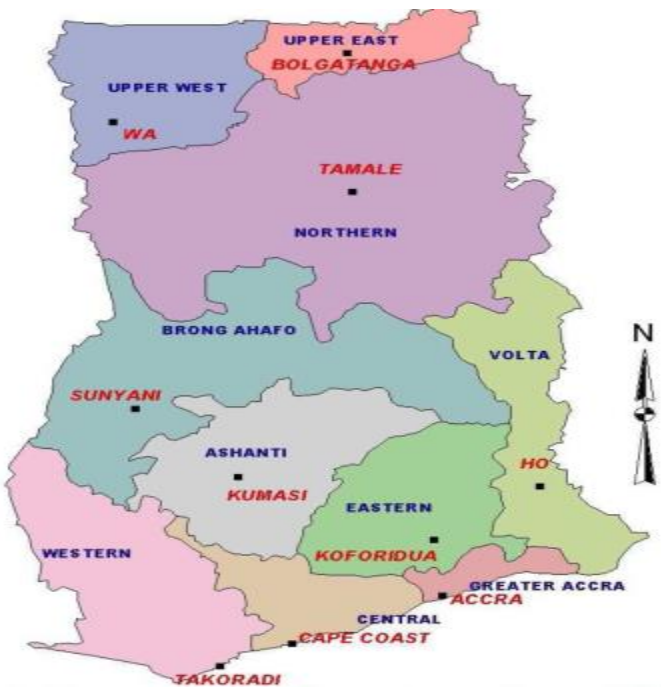 UPPER EAST
BOLGATANGA
UPPER WEST
WA
TAMALE
NORTHERN
BRONG AHAFO
VOLTA
N
SUNYANI
ASHANTI
KUMASI
HO
EASTERN
KOFORIDUA
WESTERN
GREATER ACCRA
ACCRA
CENTRAL
CAPE COAST
TAKORADI